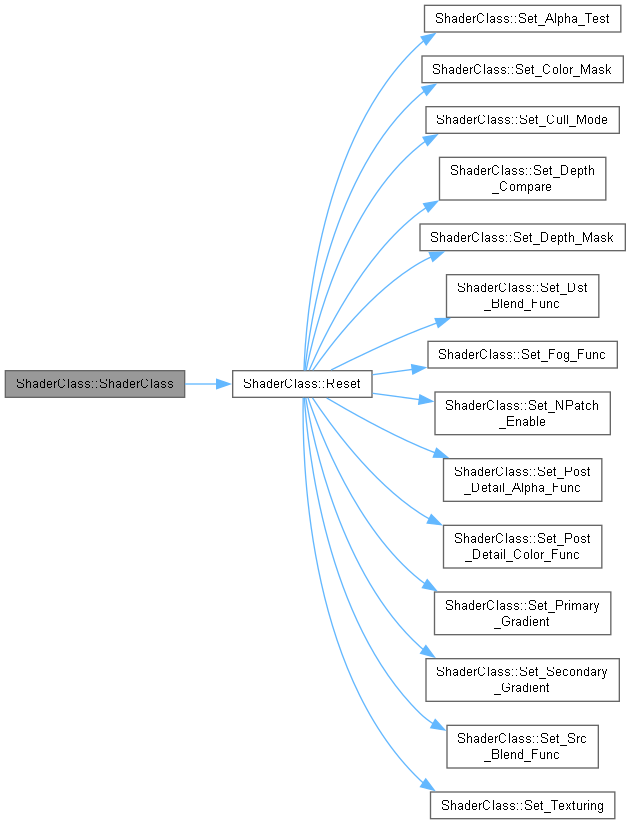 ShaderClass::ShaderClass
ShaderClass::Reset
ShaderClass::Set_Alpha_Test
ShaderClass::Set_Color_Mask
ShaderClass::Set_Cull_Mode
ShaderClass::Set_Depth
_Compare
ShaderClass::Set_Depth_Mask
ShaderClass::Set_Dst
_Blend_Func
ShaderClass::Set_Fog_Func
ShaderClass::Set_NPatch
_Enable
ShaderClass::Set_Post
_Detail_Alpha_Func
ShaderClass::Set_Post
_Detail_Color_Func
ShaderClass::Set_Primary
_Gradient
ShaderClass::Set_Secondary
_Gradient
ShaderClass::Set_Src
_Blend_Func
ShaderClass::Set_Texturing